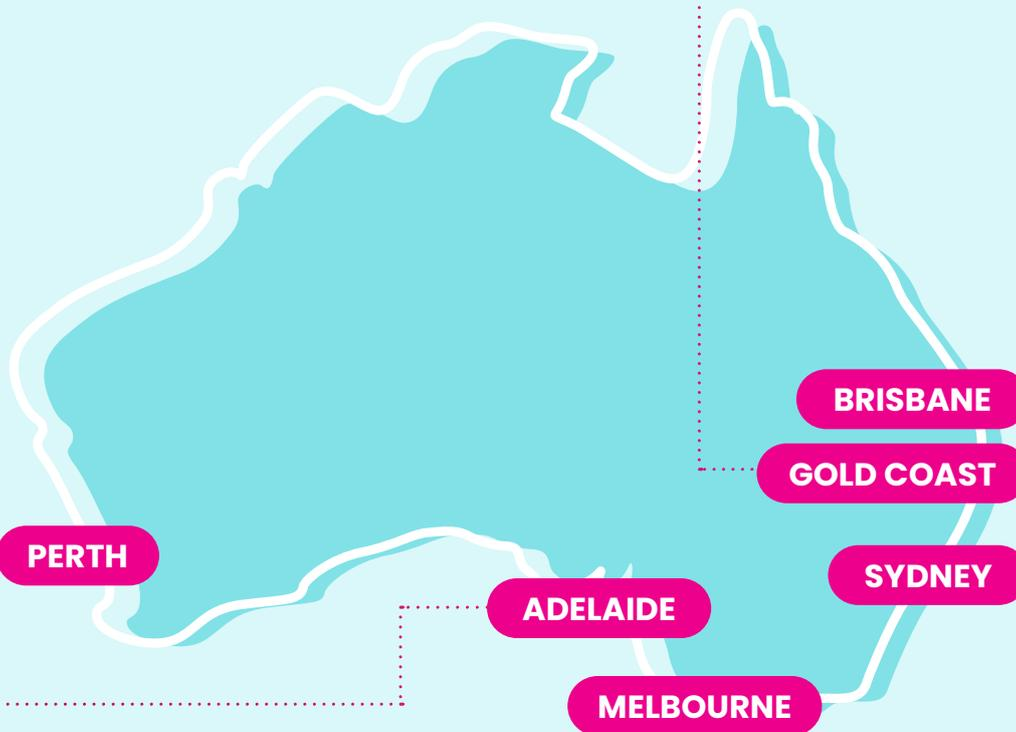 BRISBANE
GOLD COAST
PERTH
SYDNEY
ADELAIDE
MELBOURNE